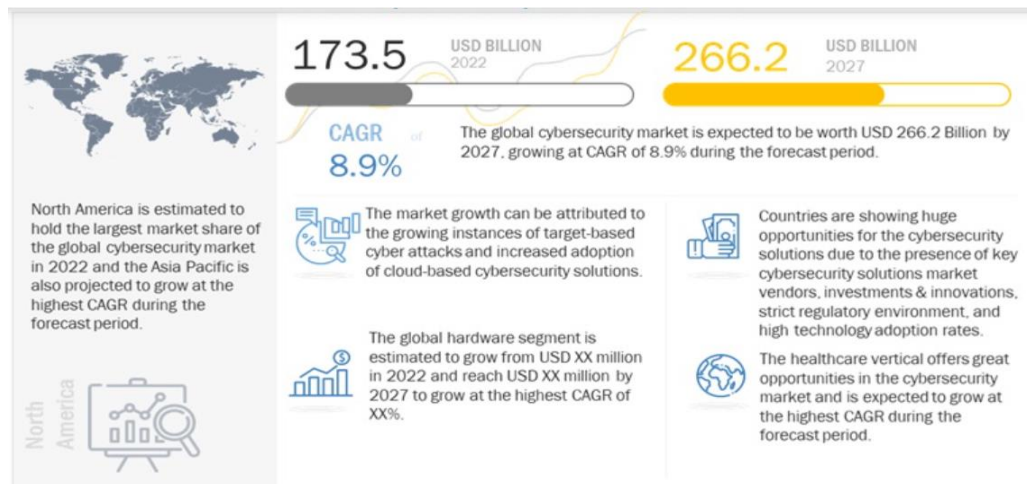 173.5
USD BILLION
2022
266.2
USD BILLION
2027
CAGR of
8.9%
The global cybersecurity market is expected to be worth USD 266.2 Billion by
2027, growing at CAGR of 8.9% during the forecast period.
North America is estimated to
hold the largest market share of
the global cybersecurity market
in 2022 and the Asia Pacific is
also projected to grow at the
highest CAGR during the
forecast period.
North
America
The market growth can be attributed to
the growing instances of target-based
cyber attacks and increased adoption
of cloud-based cybersecurity solutions.
The global hardware segment is
estimated to grow from USD XX million
in 2022 and reach USD XX million by
2027 to grow at the highest CAGR of
XX%.
Countries are showing huge
opportunities for the cybersecurity
solutions due to the presence of key
cybersecurity solutions market
vendors, investments & innovations,
strict regulatory environment, and
high technology adoption rates.
The healthcare vertical offers great
opportunities in the cybersecurity
market and is expected to grow at
the highest CAGR during the
forecast period.